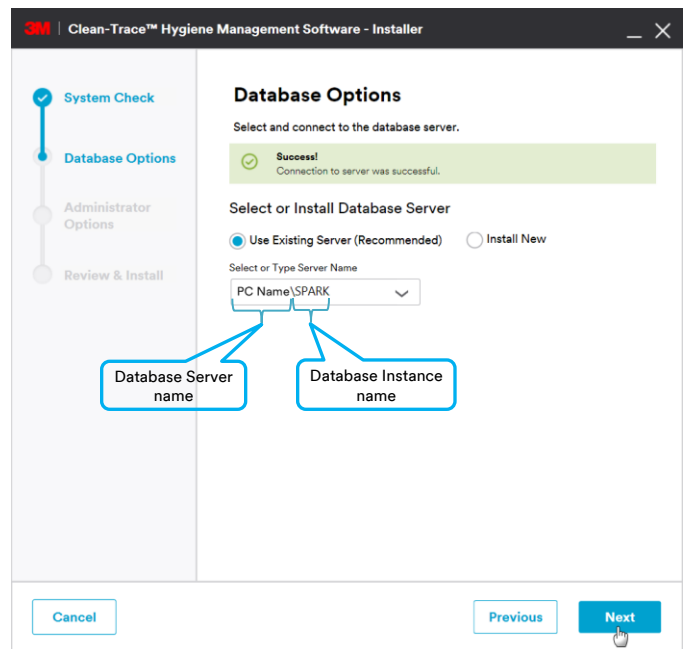 3M | Clean-Trace™ Hygiene Management Software - Installer
System Check
Database Options
Administrator
Options
Review & Install
Database Options
Select and connect to the database server.
Success!
Connection to server was successful.
Select or Install Database Server
Use Existing Server (Recommended)
Install New
Select or Type Server Name
PC Name\SPARK
Database Server
name
Database Instance
name
Cancel
Previous
Next